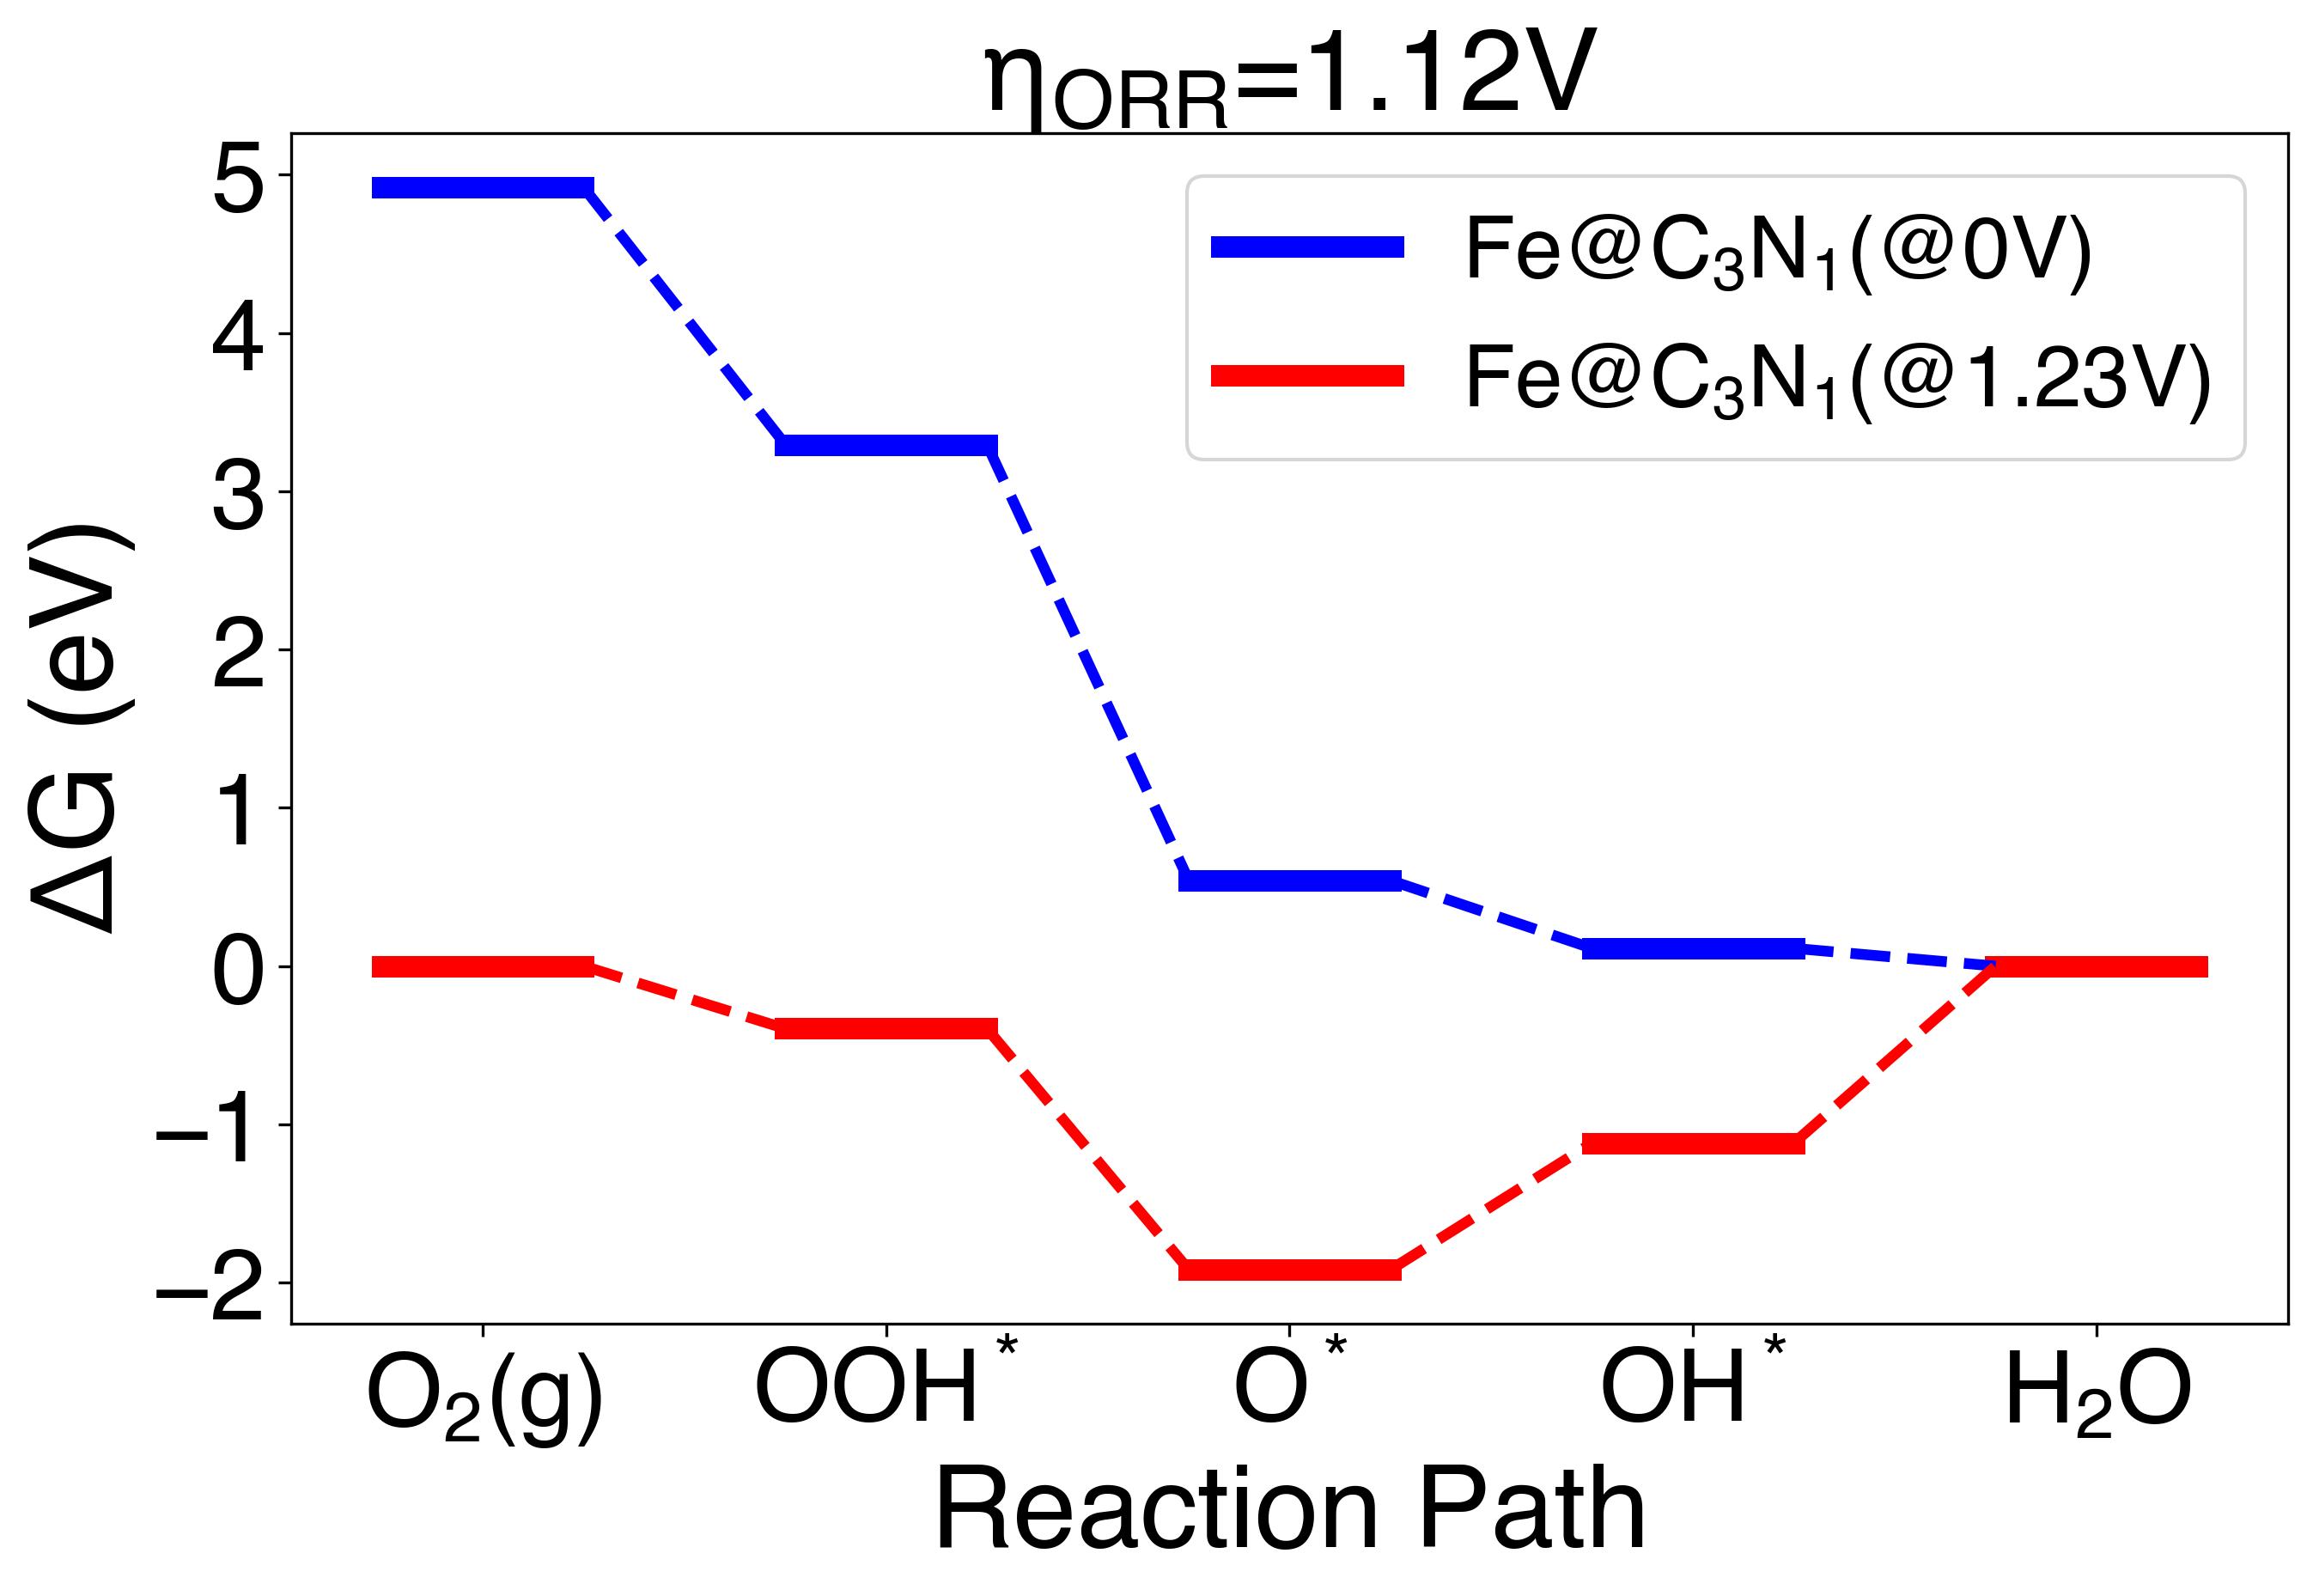 η_ORR=1.12V
Fe@C₃N₁(@0V)
Fe@C₃N₁(@1.23V)
ΔG (eV)
5
4
3
2
1
0
−1
−2
O₂(g) OOH* O* OH* H₂O
Reaction Path